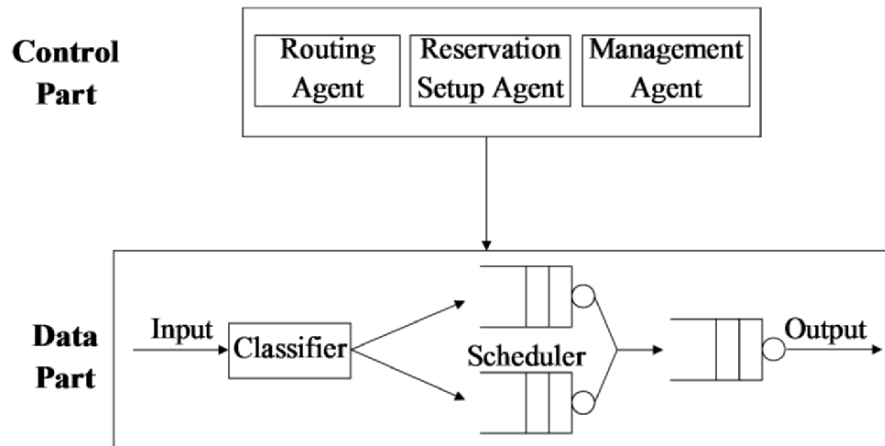 Control
Part
Routing
Agent
Reservation
Setup Agent
Management
Agent
Data
Part
Input
Classifier
Scheduler
Output